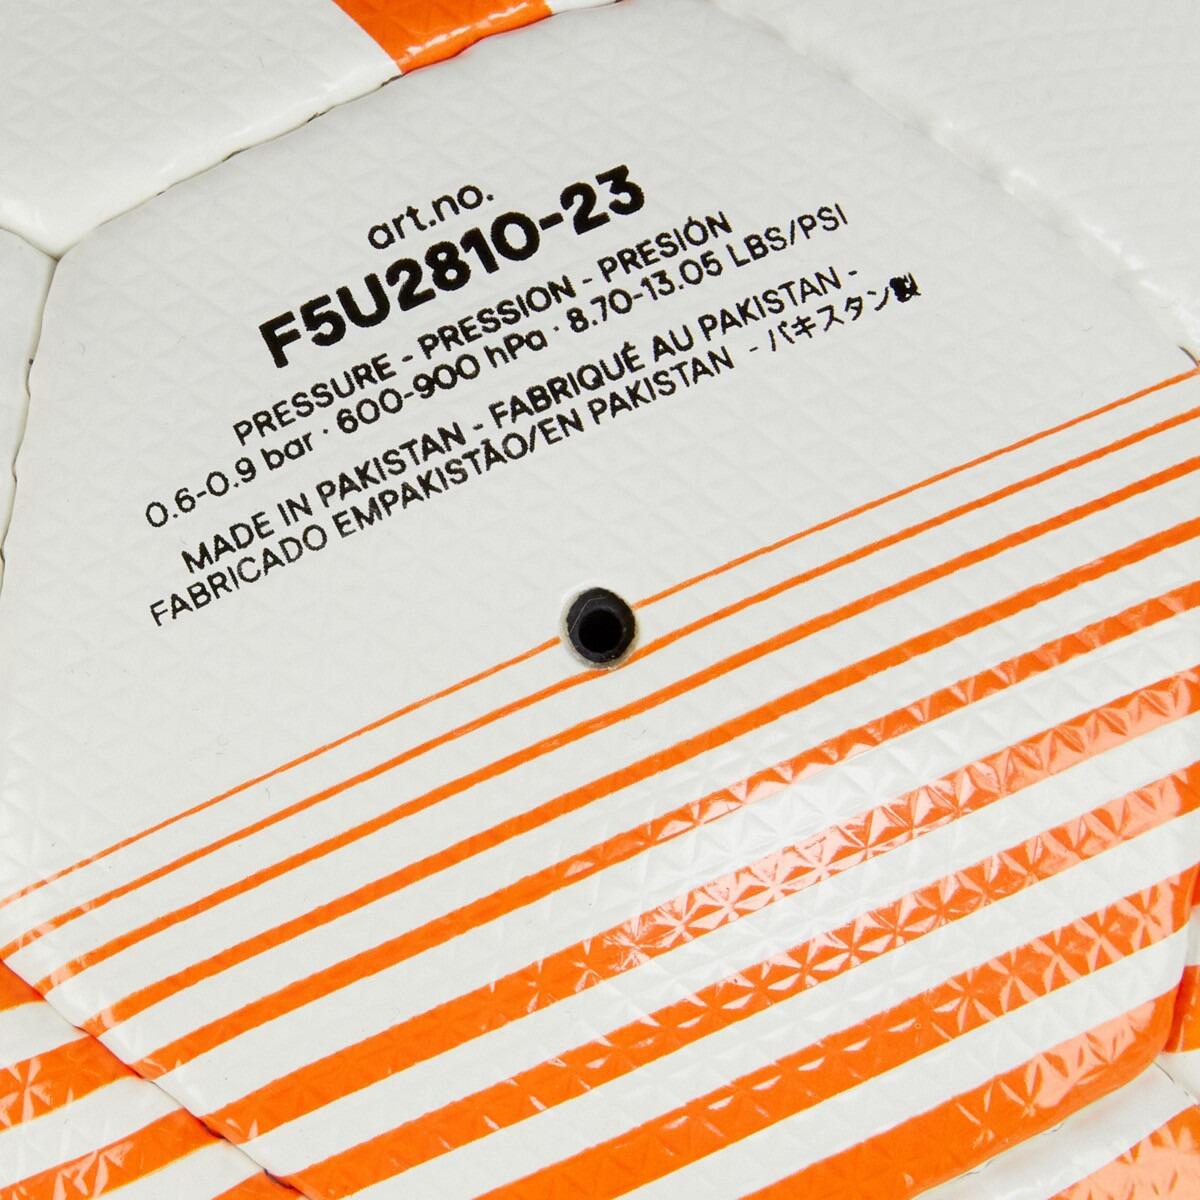 art.no.
F5U2810-23
PRESSURE - PRESSION - PRESIÓN
0.6-0.9 bar · 600-900 hPa · 8.70-13.05 LBS/PSI
MADE IN PAKISTAN - FABRIQUÉ AU PAKISTAN -
FABRICADO EMPAKISTÃO/EN PAKISTAN - パキスタン製